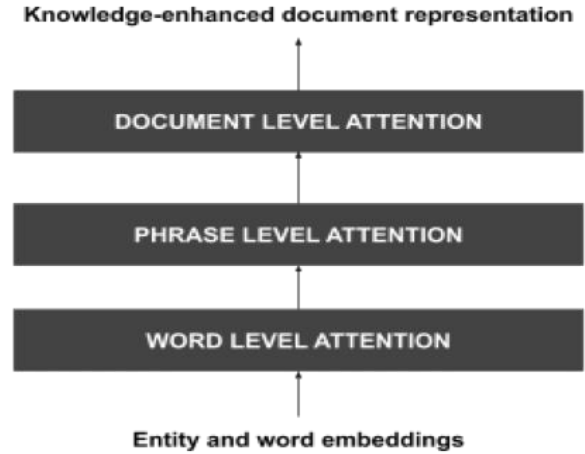 Knowledge-enhanced document representation
DOCUMENT LEVEL ATTENTION
PHRASE LEVEL ATTENTION
WORD LEVEL ATTENTION
Entity and word embeddings